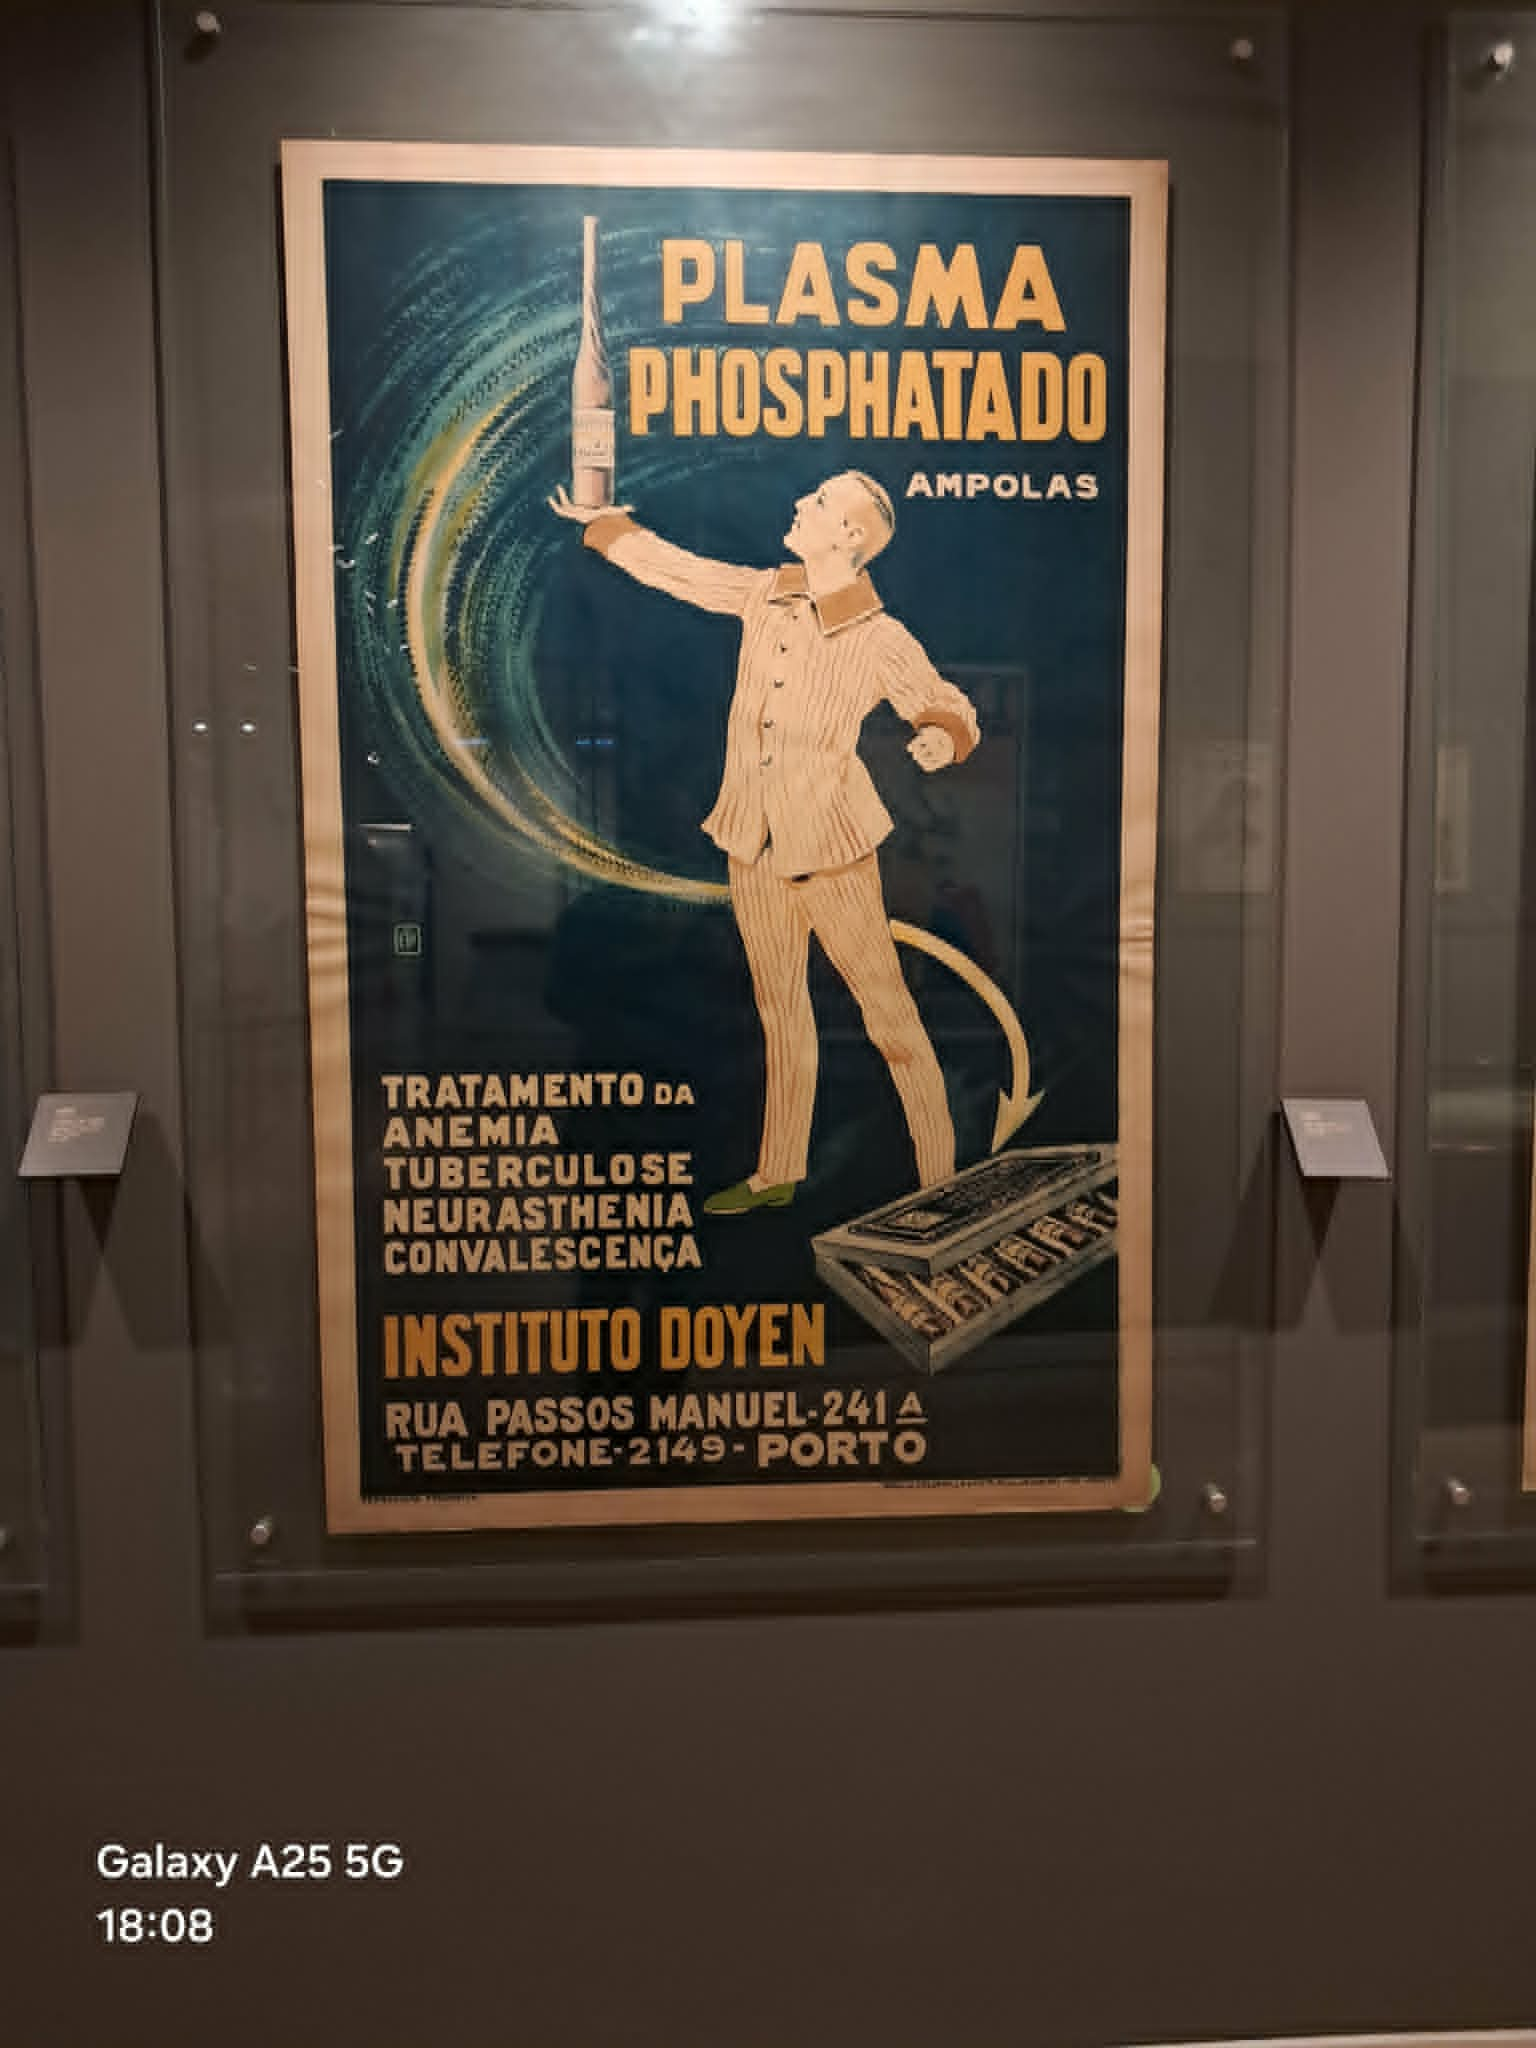 PLASMA
PHOSPHATADO
AMPOLAS
TRATAMENTO DA
ANEMIA
TUBERCULOSE
NEURASTHENIA
CONVALESCENÇA
INSTITUTO DOYEN
RUA PASSOS MANUEL-241A
TELEFONE-2149-PORTO
Galaxy A25 5G
18:08